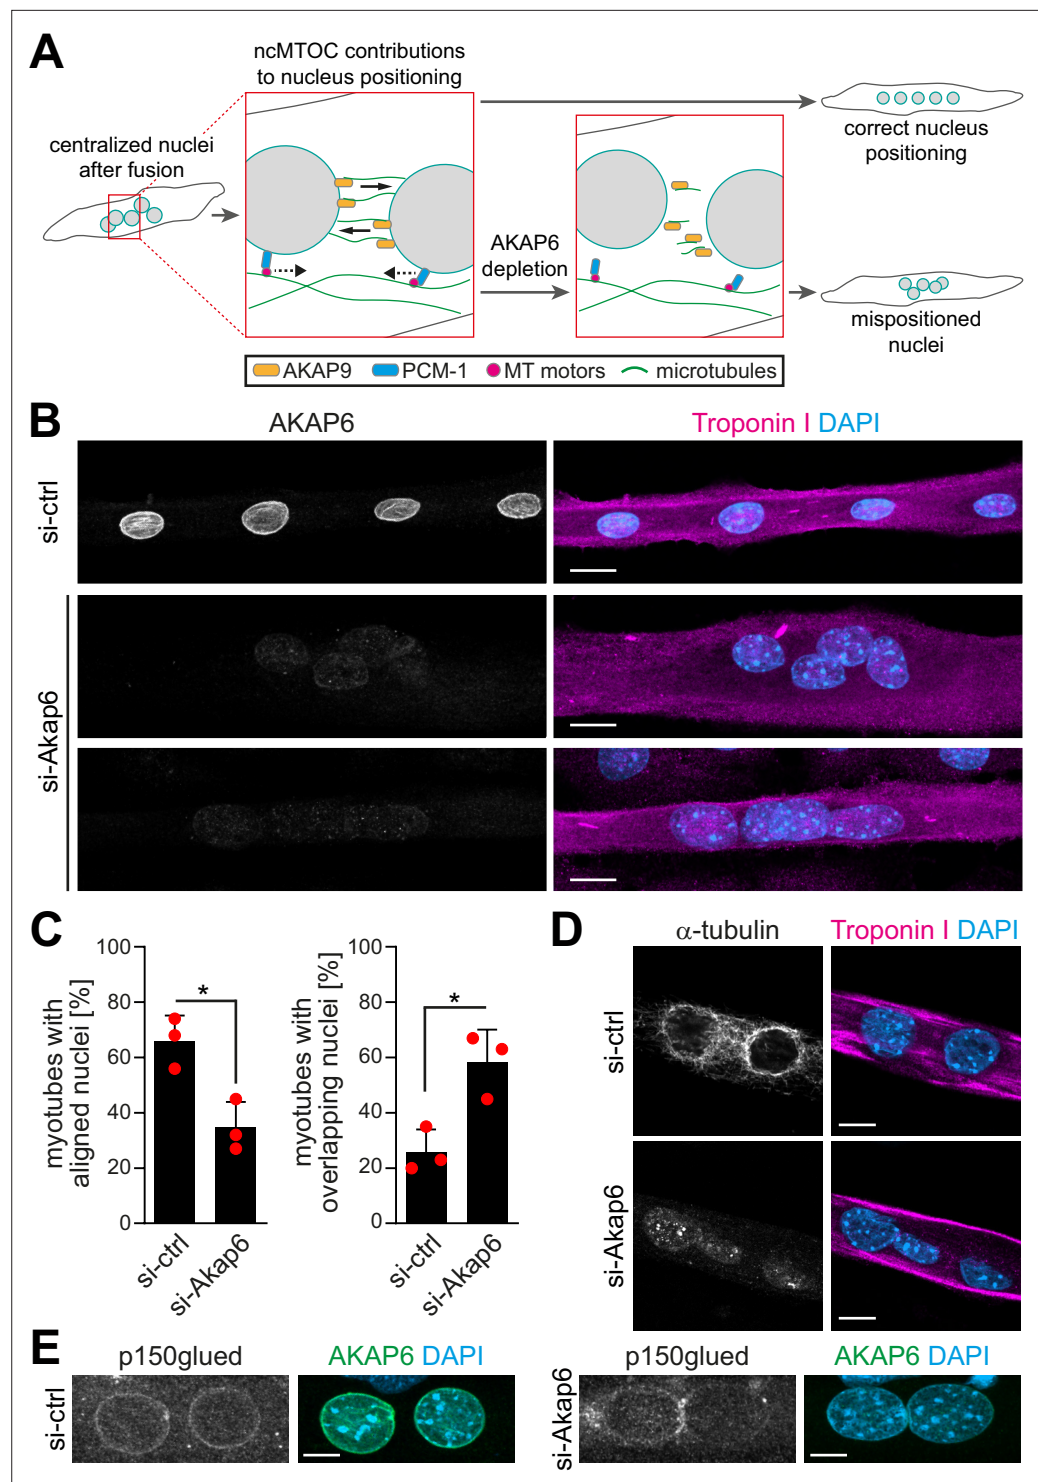 A
ncMTOC contributions
to nucleus positioning
centralized nuclei
after fusion
correct nucleus
positioning
AKAP6
depletion
mispositioned
nuclei
AKAP9
PCM-1
MT motors
microtubules
B
AKAP6
Troponin I DAPI
si-ctrl
si-Akap6
C
myotubes with
aligned nuclei [%]
100
80
60
40
20
0
*
si-ctrl
si-Akap6
myotubes with
overlapping nuclei [%]
100
80
60
40
20
0
*
si-ctrl
si-Akap6
D
α-tubulin
Troponin I DAPI
si-ctrl
si-Akap6
E
p150glued
AKAP6 DAPI
si-ctrl
p150glued
AKAP6 DAPI
si-Akap6